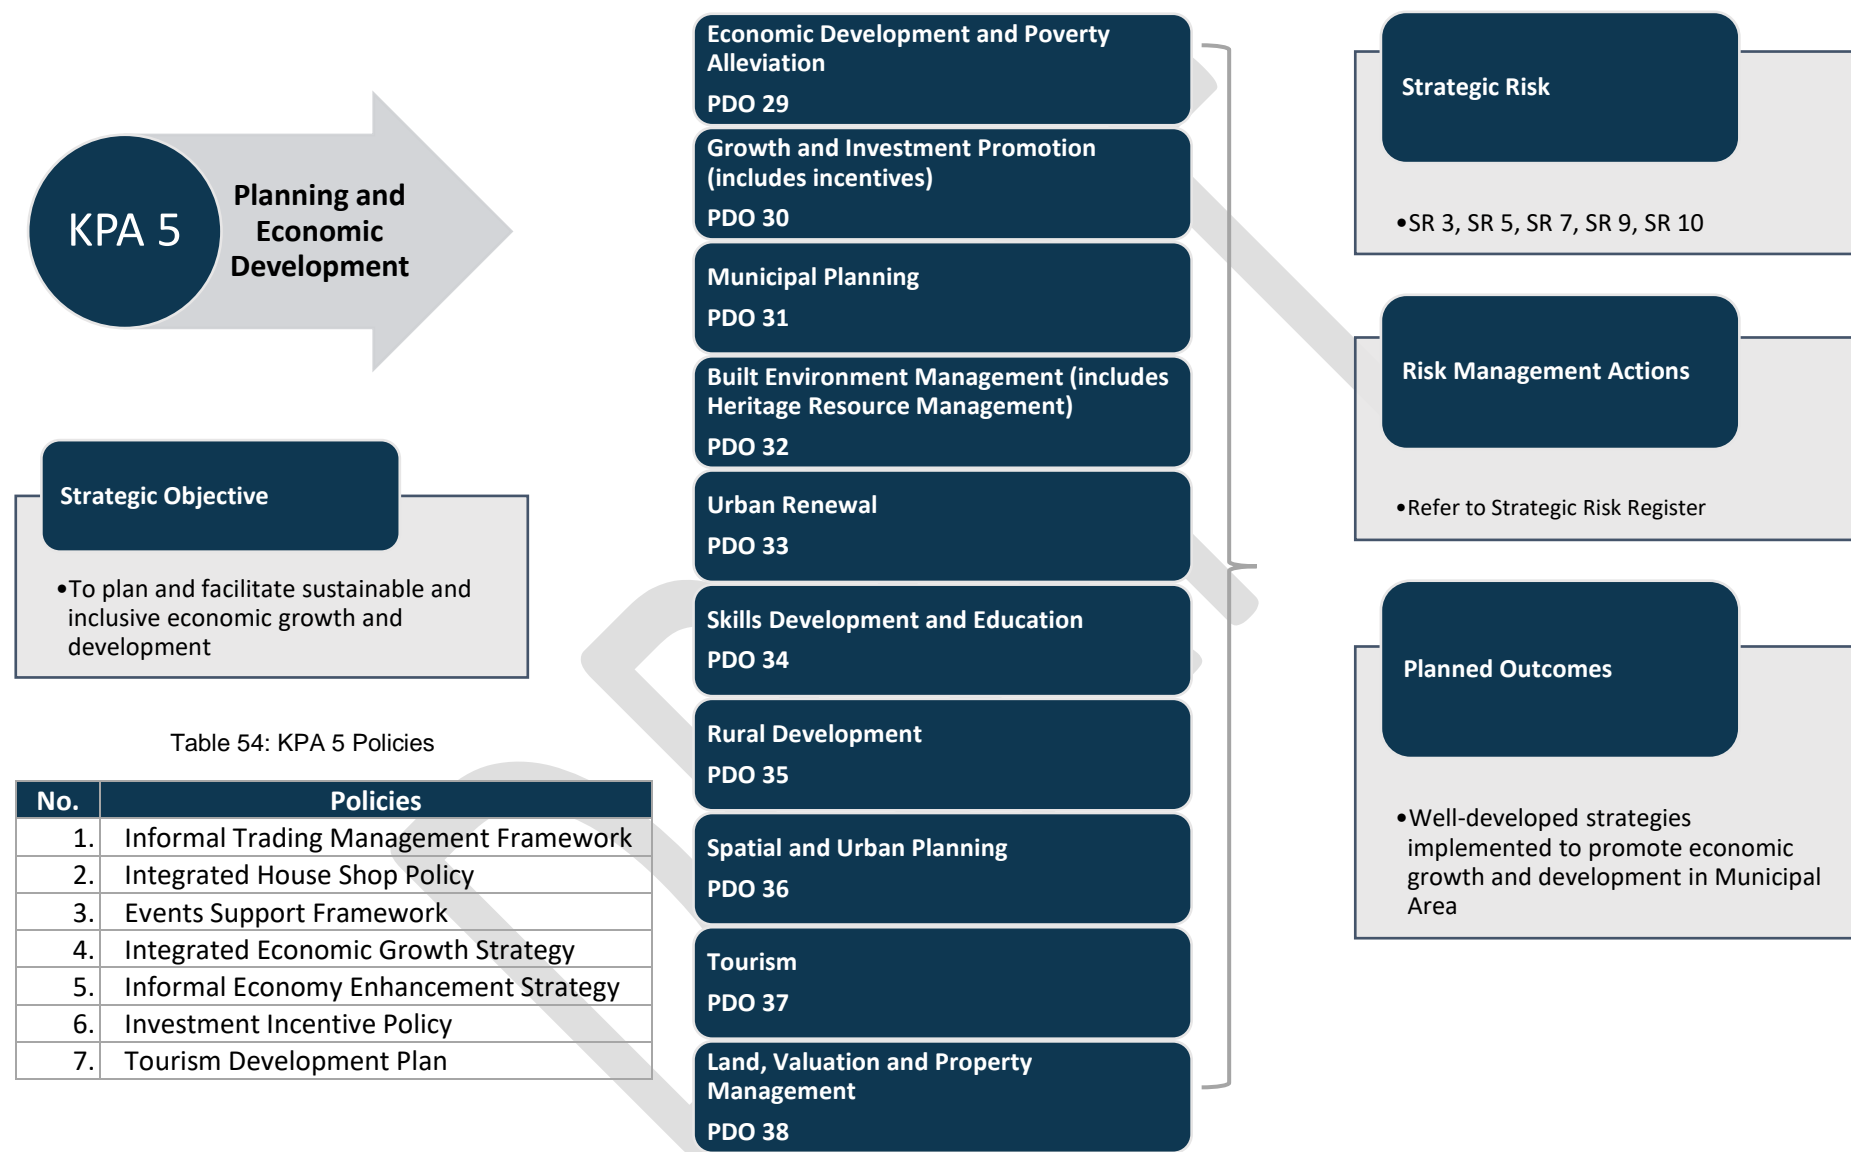 KPA 5
Planning and
Economic
Development
Strategic Objective
•To plan and facilitate sustainable and
inclusive economic growth and
development
Table 54: KPA 5 Policies
No. Policies
1. Informal Trading Management Framework
2. Integrated House Shop Policy
3. Events Support Framework
4. Integrated Economic Growth Strategy
5. Informal Economy Enhancement Strategy
6. Investment Incentive Policy
7. Tourism Development Plan
Economic Development and Poverty
Alleviation
PDO 29
Growth and Investment Promotion
(includes incentives)
PDO 30
Municipal Planning
PDO 31
Built Environment Management (includes
Heritage Resource Management)
PDO 32
Urban Renewal
PDO 33
Skills Development and Education
PDO 34
Rural Development
PDO 35
Spatial and Urban Planning
PDO 36
Tourism
PDO 37
Land, Valuation and Property
Management
PDO 38
Strategic Risk
•SR 3, SR 5, SR 7, SR 9, SR 10
Risk Management Actions
•Refer to Strategic Risk Register
Planned Outcomes
•Well-developed strategies
implemented to promote economic
growth and development in Municipal
Area